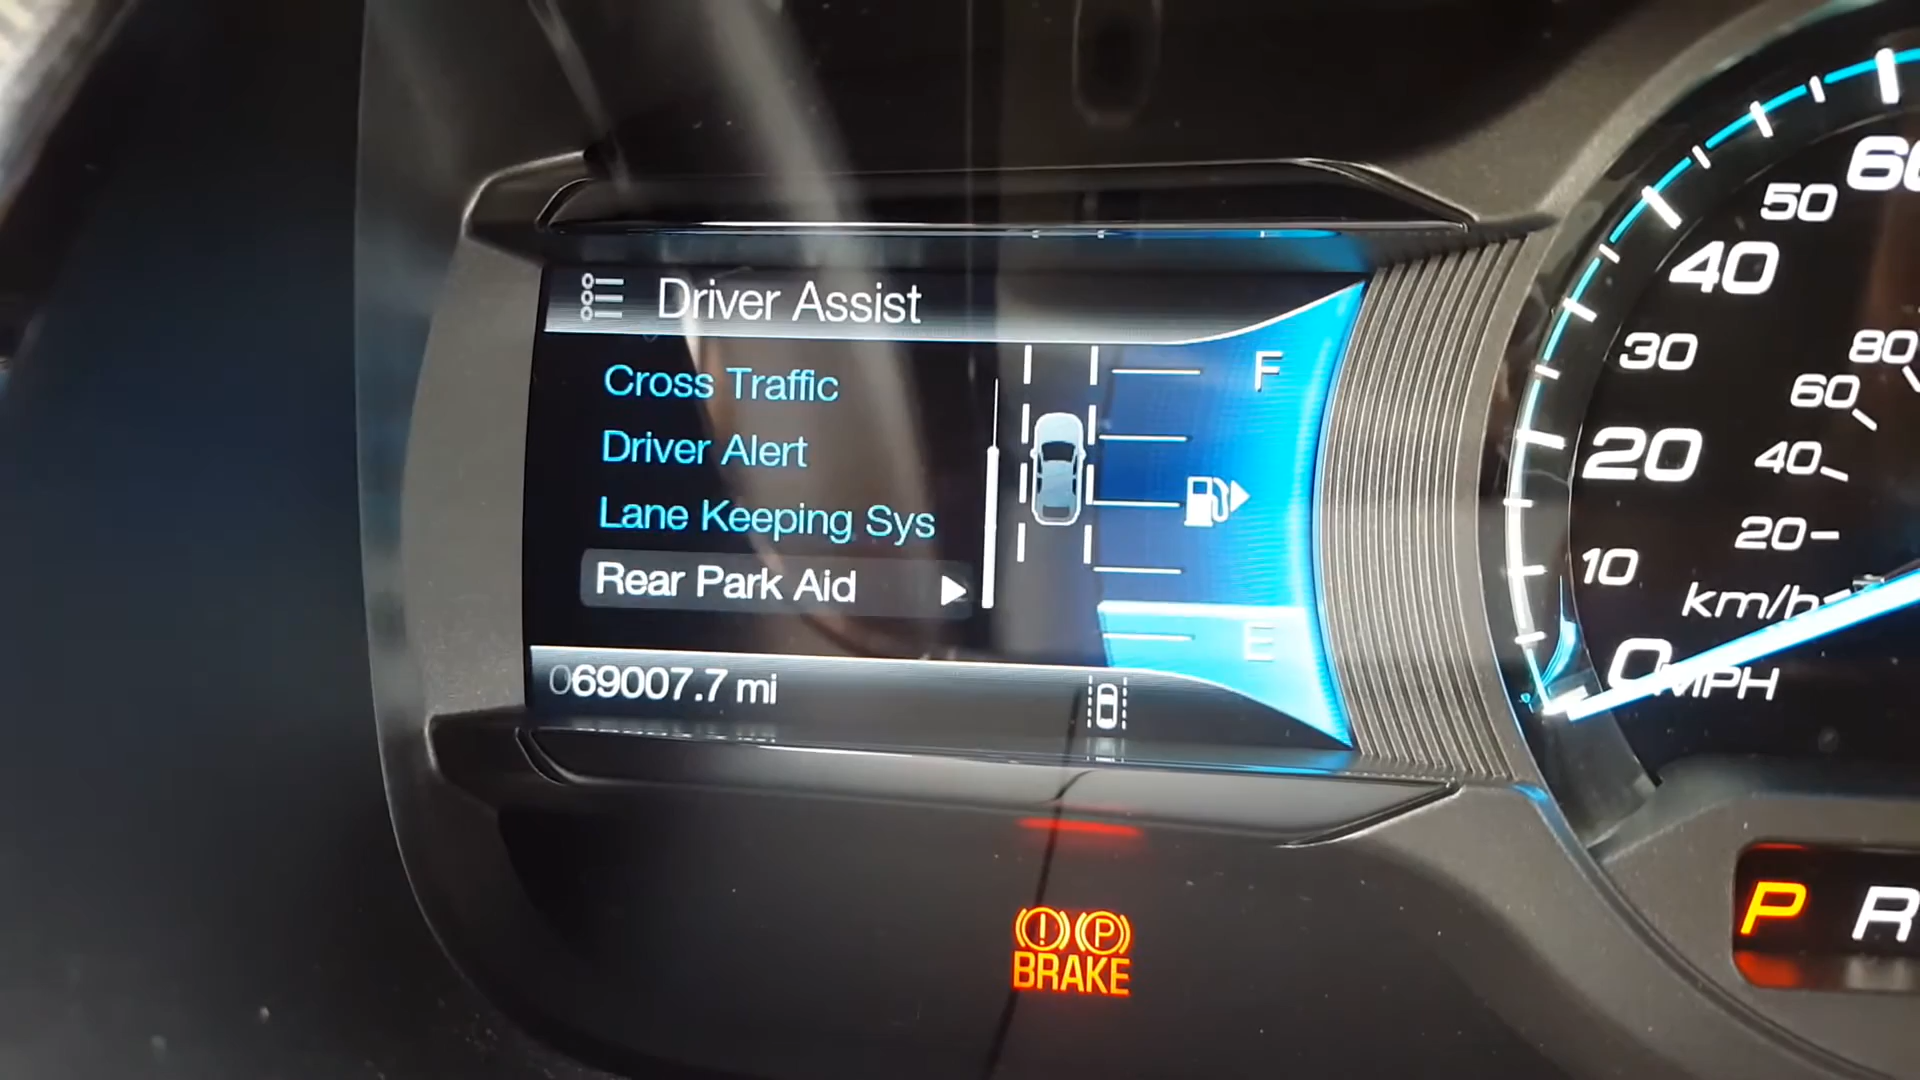 Driver Assist
Cross Traffic
Driver Alert
Lane Keeping Sys
Rear Park Aid
069007.7 mi
F
E
60
50
40
30
20
10
0
MPH
80
60
40
20
km/h
BRAKE
P R